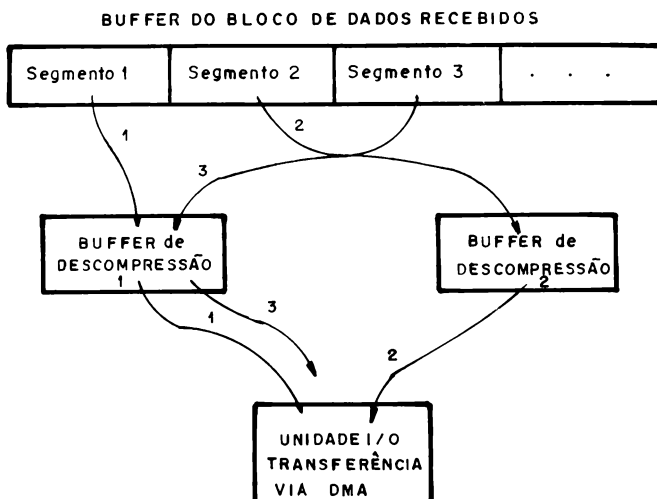 BUFFER DO BLOCO DE DADOS RECEBIDOS
Segmento 1 Segmento 2 Segmento 3 . . .
1 2
3
BUFFER de
DESCOMPRESSÃO
1
BUFFER de
DESCOMPRESSÃO
2
1 3
2
UNIDADE I/O
TRANSFERÊNCIA
VIA DMA